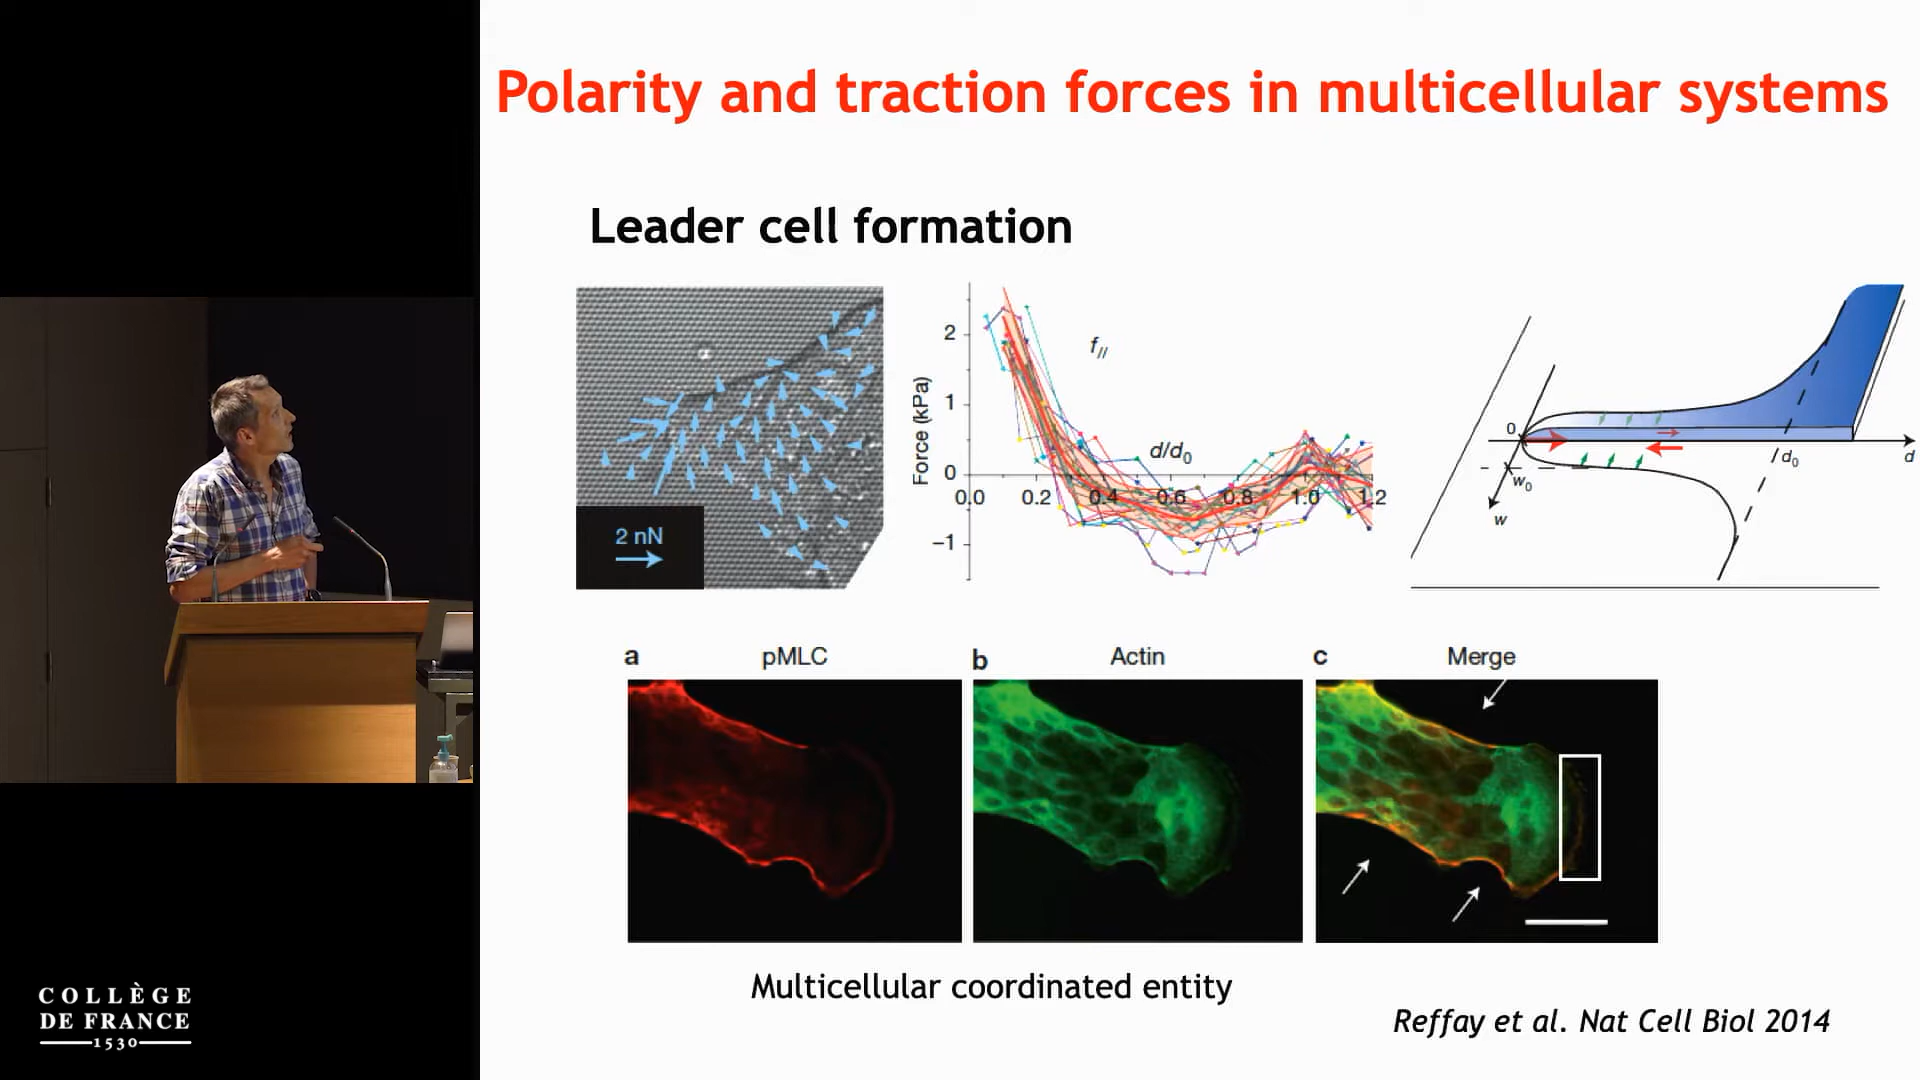 Polarity and traction forces in multicellular systems
Leader cell formation
2 nN
Force (kPa)
2
1
0
−1
f//
d/d0
0.0 0.2 0.4 0.6 0.8 1.0 1.2
0
w0
w
d0
d
a pMLC b Actin c Merge
Multicellular coordinated entity
Reffay et al. Nat Cell Biol 2014
COLLÈGE
DE FRANCE
1530